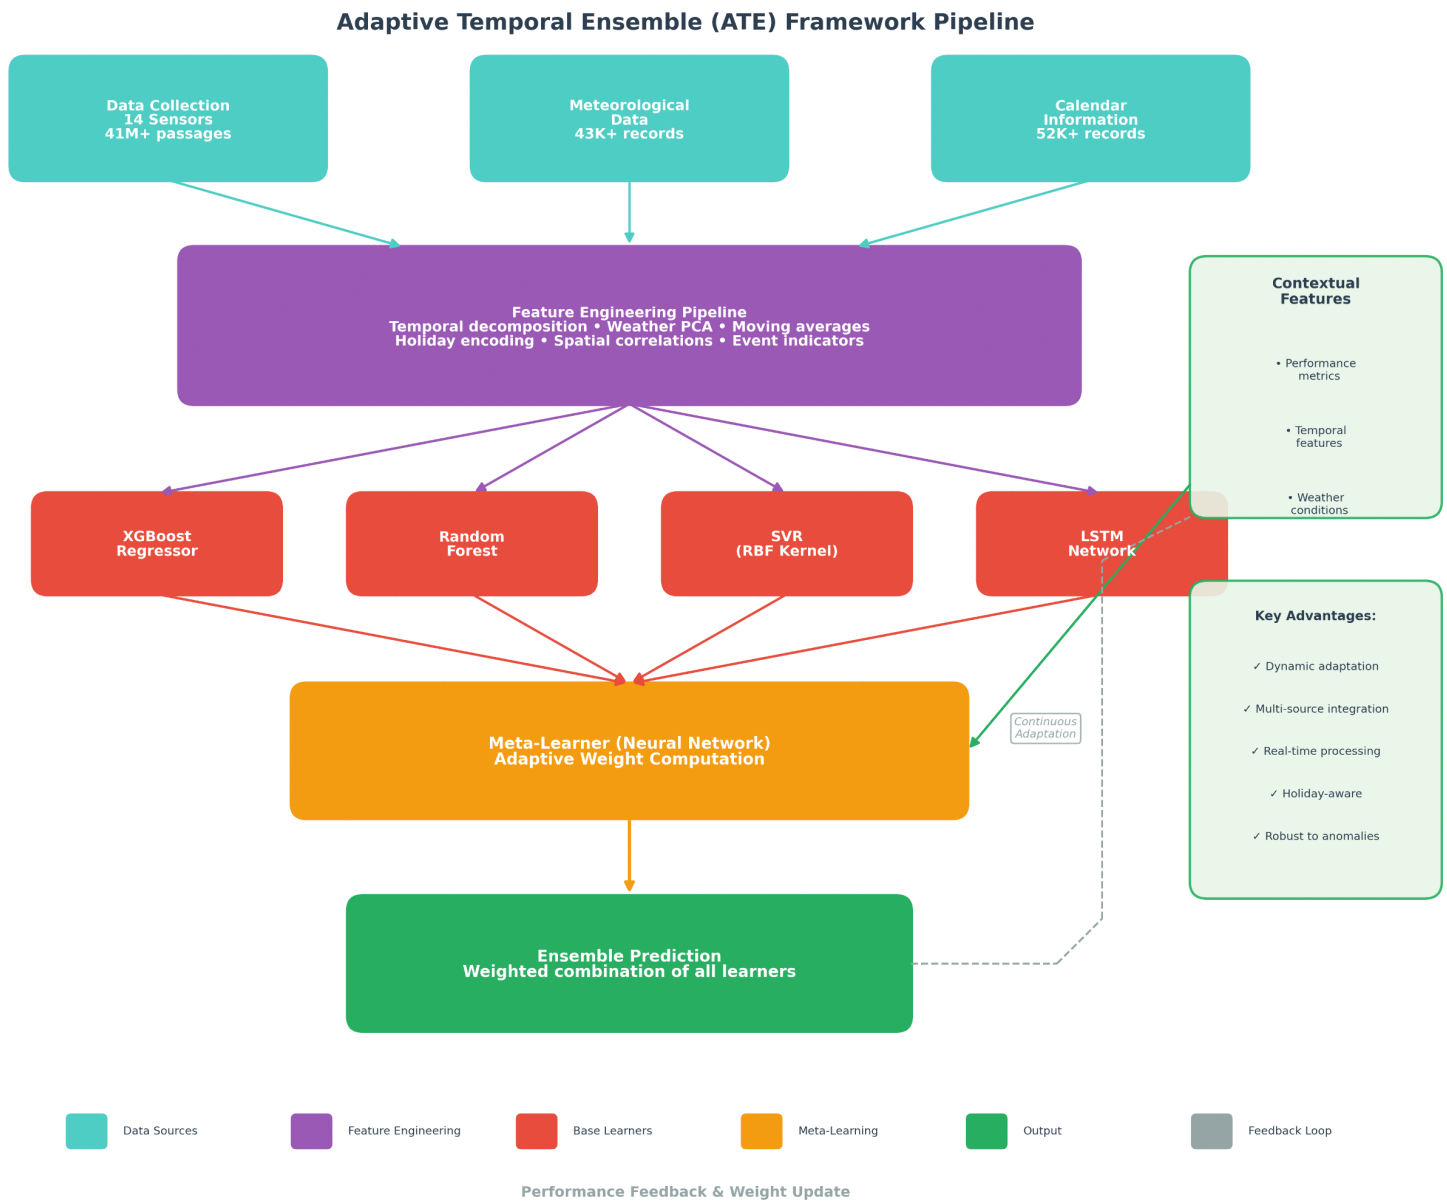 Adaptive Temporal Ensemble (ATE) Framework Pipeline
Data Collection
14 Sensors
41M+ passages
Meteorological
Data
43K+ records
Calendar
Information
52K+ records
Feature Engineering Pipeline
Temporal decomposition • Weather PCA • Moving averages
Holiday encoding • Spatial correlations • Event indicators
Contextual
Features
• Performance
metrics
• Temporal
features
• Weather
conditions
XGBoost
Regressor
Random
Forest
SVR
(RBF Kernel)
LSTM
Network
Key Advantages:
✓ Dynamic adaptation
✓ Multi-source integration
✓ Real-time processing
✓ Holiday-aware
✓ Robust to anomalies
Meta-Learner (Neural Network)
Adaptive Weight Computation
Continuous
Adaptation
Ensemble Prediction
Weighted combination of all learners
Data Sources
Feature Engineering
Base Learners
Meta-Learning
Output
Feedback Loop
Performance Feedback & Weight Update